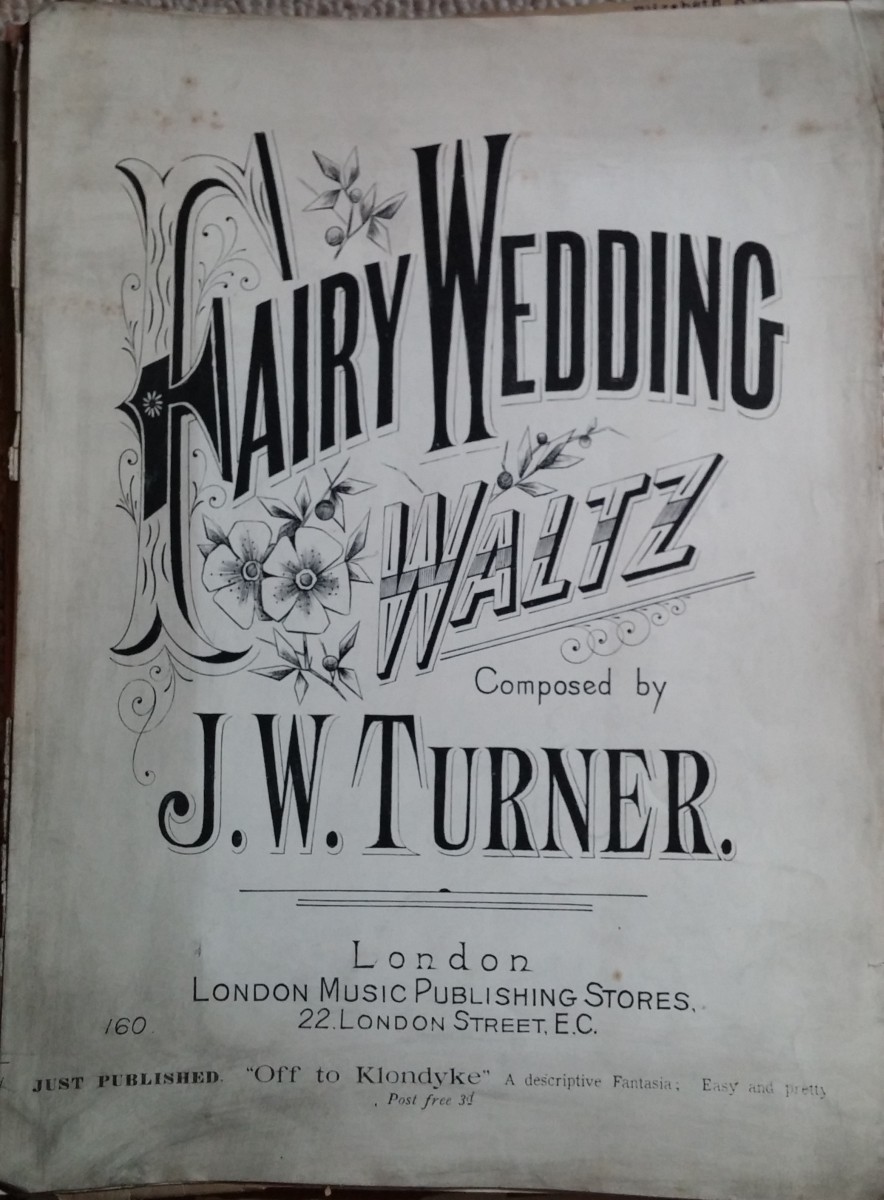 FAIRY WEDDING
WALTZ
Composed by
J. W. TURNER.
London
LONDON MUSIC PUBLISHING STORES,
22. LONDON STREET, E.C.
160.
JUST PUBLISHED. "Off to Klondyke" A descriptive Fantasia; Easy and pretty
Post free 3d